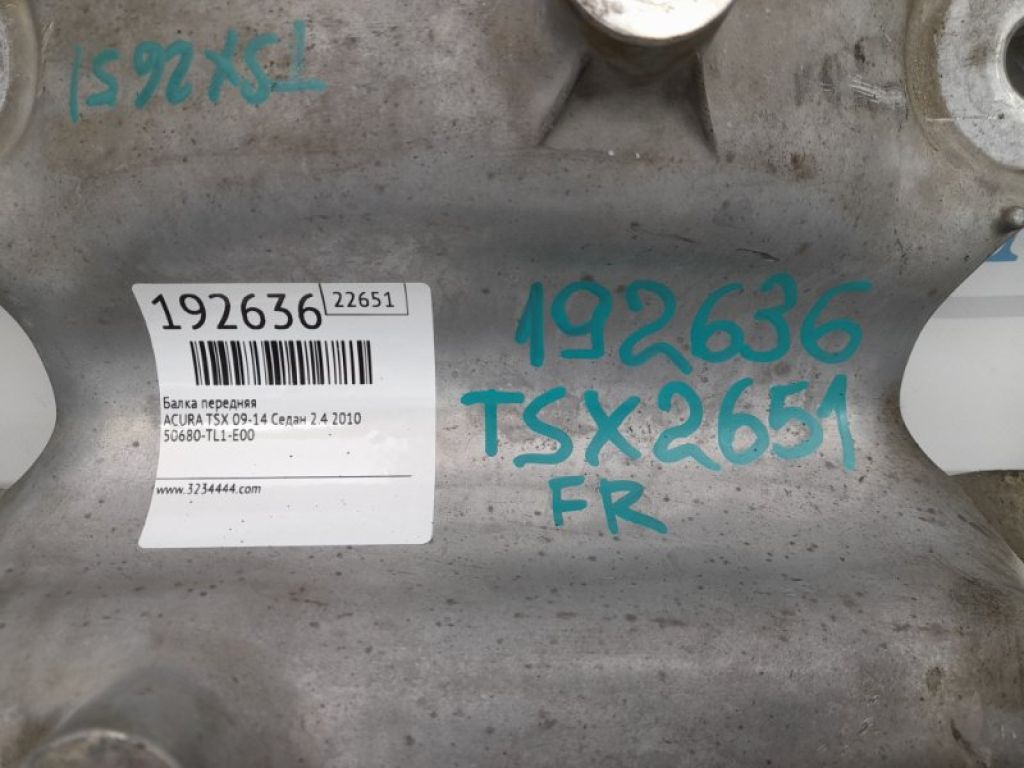 TSX2651
192636
22651
Балка передняя
ACURA TSX 09-14 Седан 2.4 2010
50680-TL1-E00
www.3234444.com
192636
TSX2651
FR